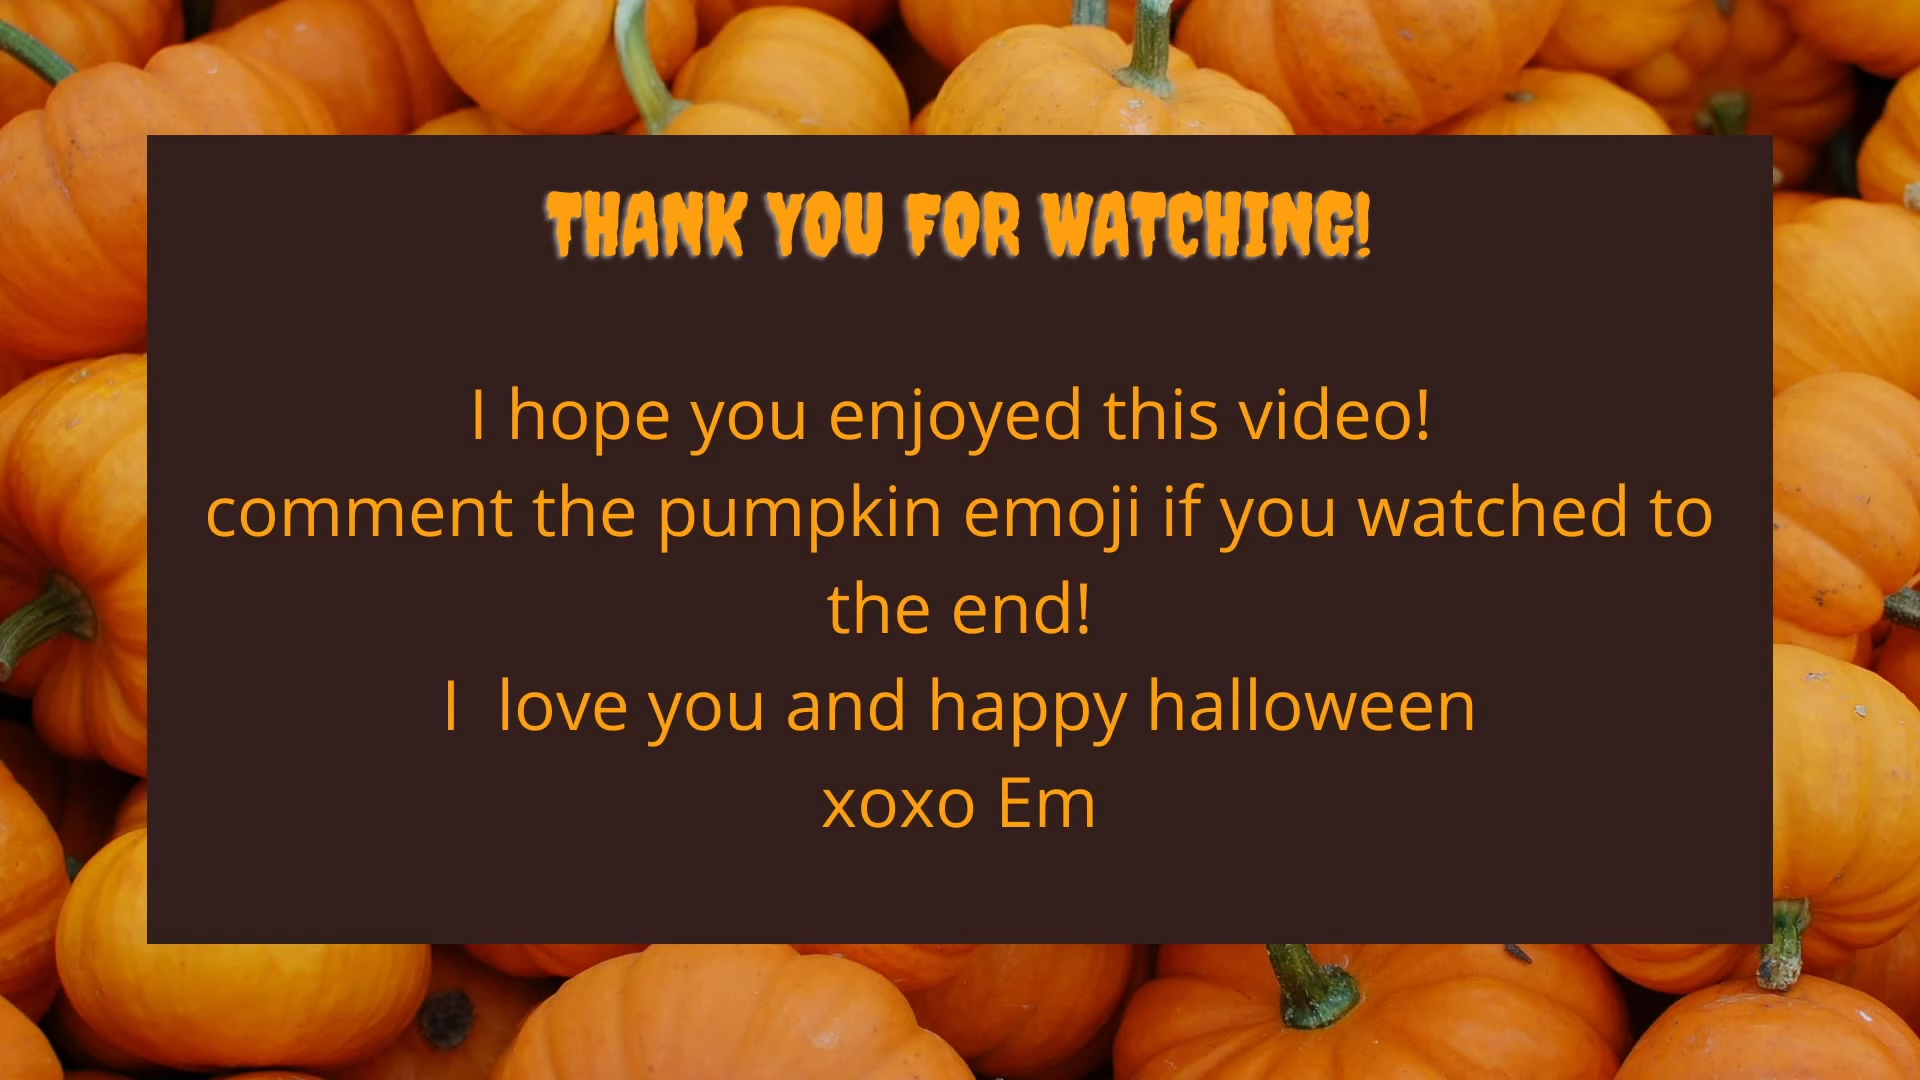 THANK YOU FOR WATCHING!
I hope you enjoyed this video!
comment the pumpkin emoji if you watched to
the end!
I  love you and happy halloween
xoxo Em